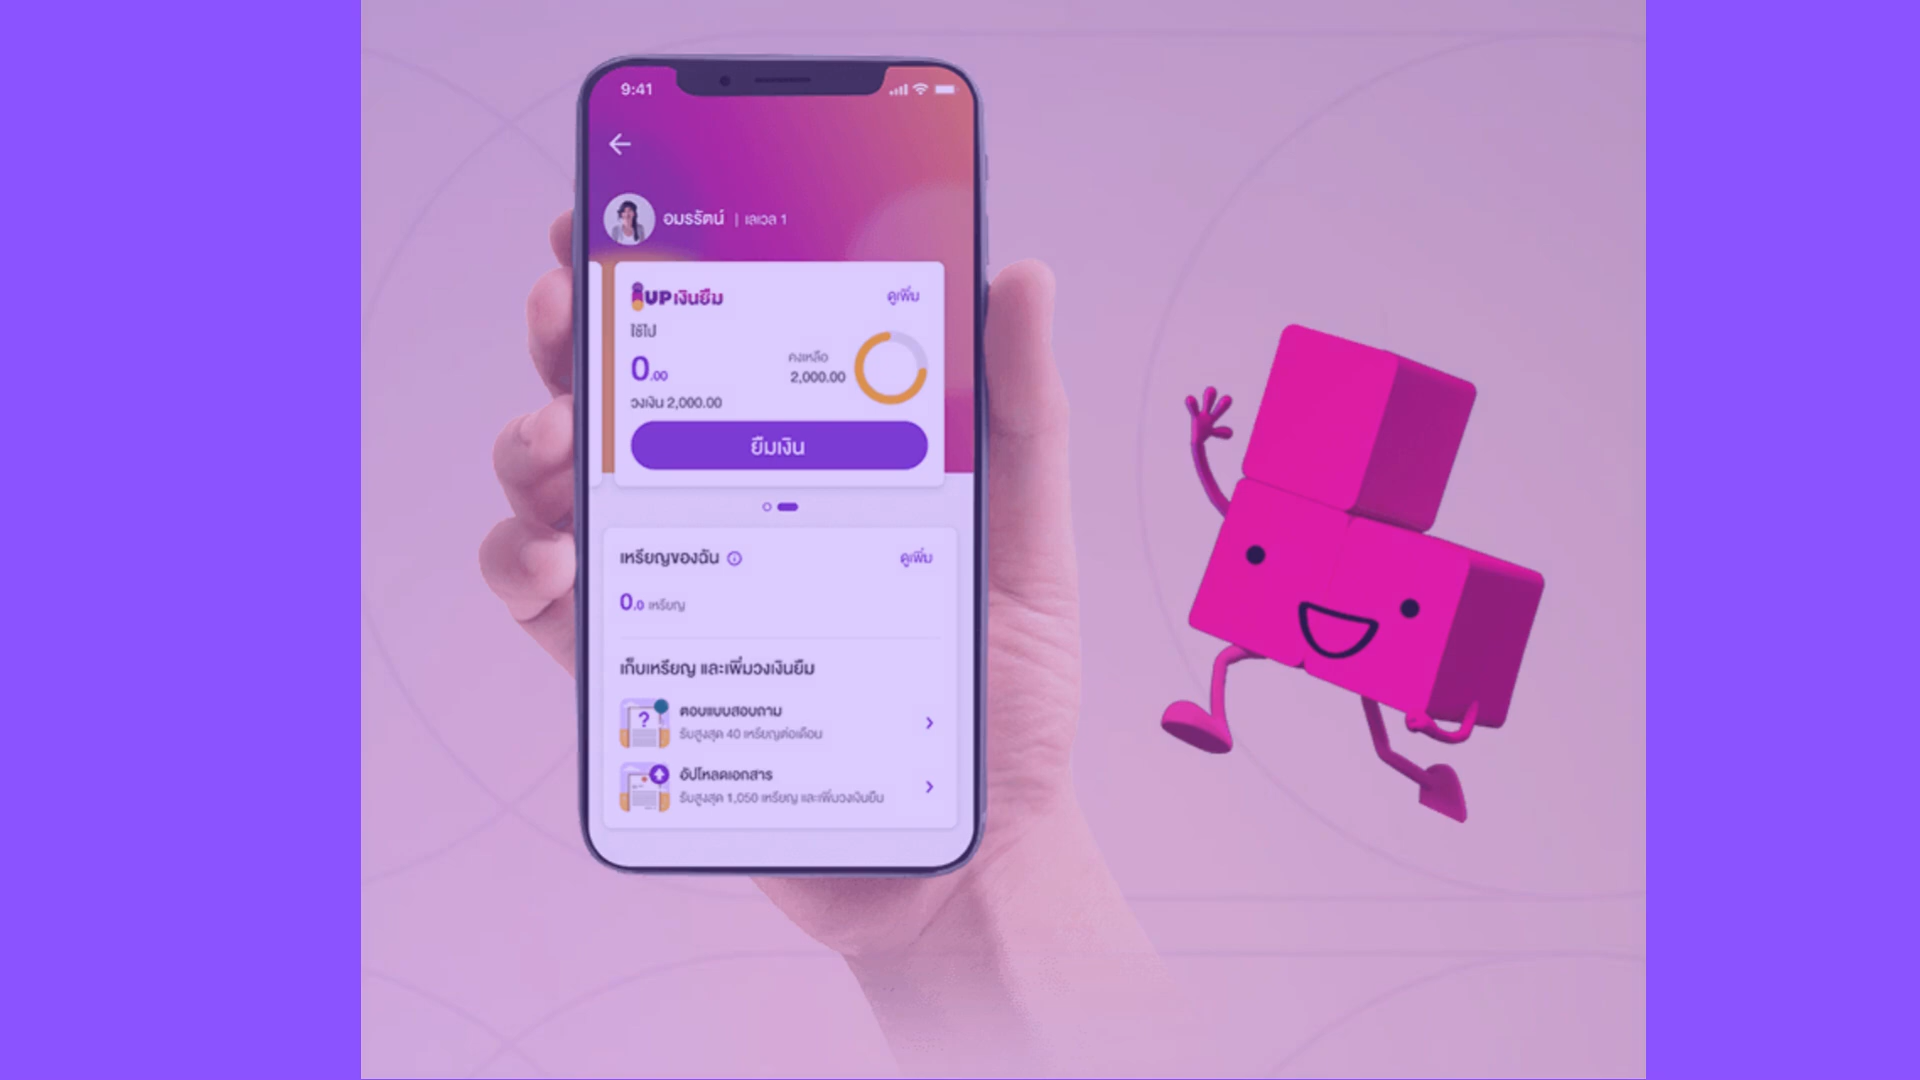 9:41
อมรรัตน์ | เลเวล 1
UP เงินยืม
ดูเพิ่ม
ใช้ไป
0.00
คงเหลือ
2,000.00
วงเงิน 2,000.00
ยืมเงิน
เหรียญของฉัน
ดูเพิ่ม
0.0 เหรียญ
เก็บเหรียญ และเพิ่มวงเงินยืม
ตอบแบบสอบถาม
รับสูงสุด 40 เหรียญต่อเดือน
อัปโหลดเอกสาร
รับสูงสุด 1,050 เหรียญ และเพิ่มวงเงินยืม